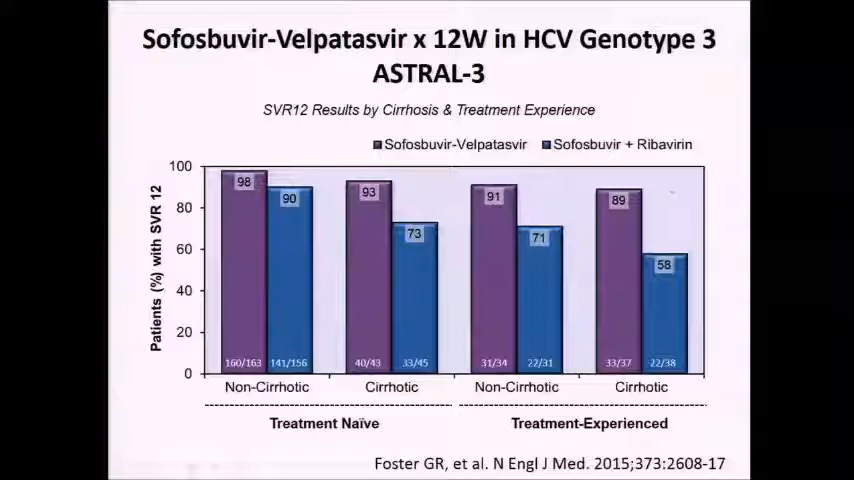 Sofosbuvir-Velpatasvir x 12W in HCV Genotype 3
ASTRAL-3
SVR12 Results by Cirrhosis & Treatment Experience
Sofosbuvir-Velpatasvir Sofosbuvir + Ribavirin
Patients (%) with SVR 12
100
80
60
40
20
0
98 90 93 73 91 71 89 58
160/163 141/156 40/43 33/45 31/34 22/31 33/37 22/38
Non-Cirrhotic Cirrhotic Non-Cirrhotic Cirrhotic
Treatment Naïve Treatment-Experienced
Foster GR, et al. N Engl J Med. 2015;373:2608-17